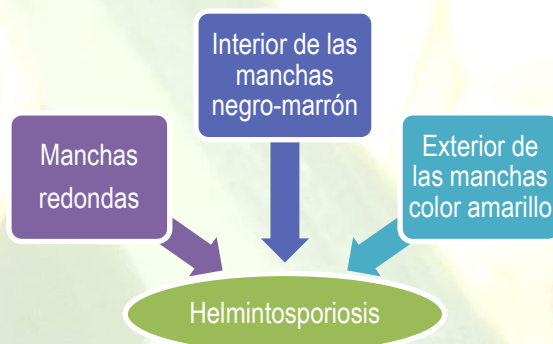 Interior de las
manchas
negro-marrón
Manchas
redondas
Exterior de
las manchas
color amarillo
Helmintosporiosis